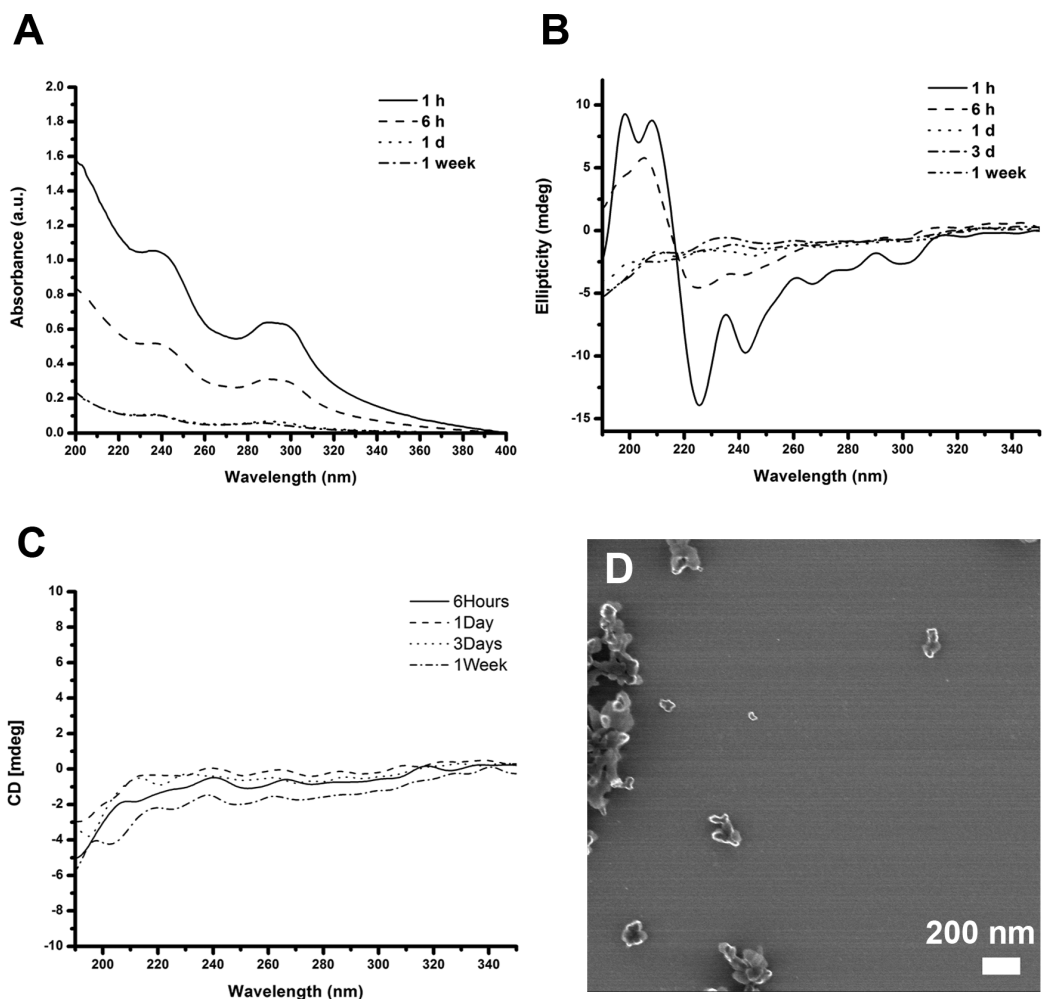 A
2.0
1.8
1.6
1.4
1.2
1.0
0.8
0.6
0.4
0.2
0.0
Absorbance (a.u.)
1 h
6 h
1 d
1 week
200 220 240 260 280 300 320 340 360 380 400
Wavelength (nm)
B
10
5
0
-5
-10
-15
Ellipticity (mdeg)
1 h
6 h
1 d
3 d
1 week
200 220 240 260 280 300 320 340
Wavelength (nm)
C
10
8
6
4
2
0
-2
-4
-6
-8
-10
CD [mdeg]
6Hours
1Day
3Days
1Week
200 220 240 260 280 300 320 340
Wavelength (nm)
D
200 nm